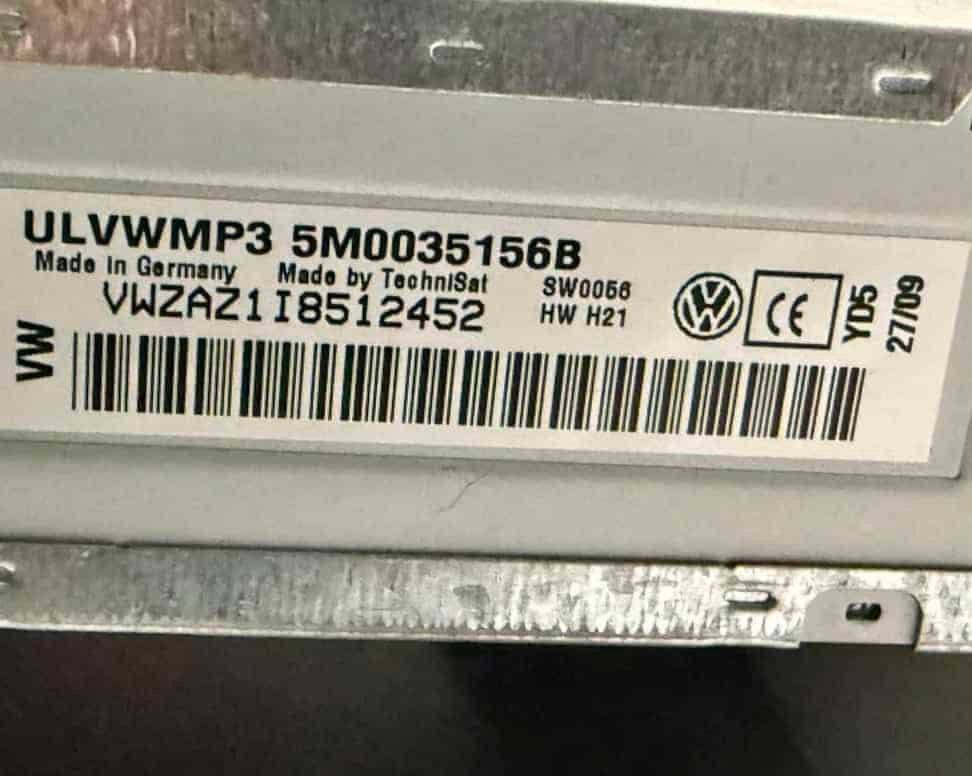 ULVWMP3 5M0035156B
Made in Germany Made by TechniSat SW0056
VWZAZ1I8512452 HW H21
VW
CE
YD5
27/09